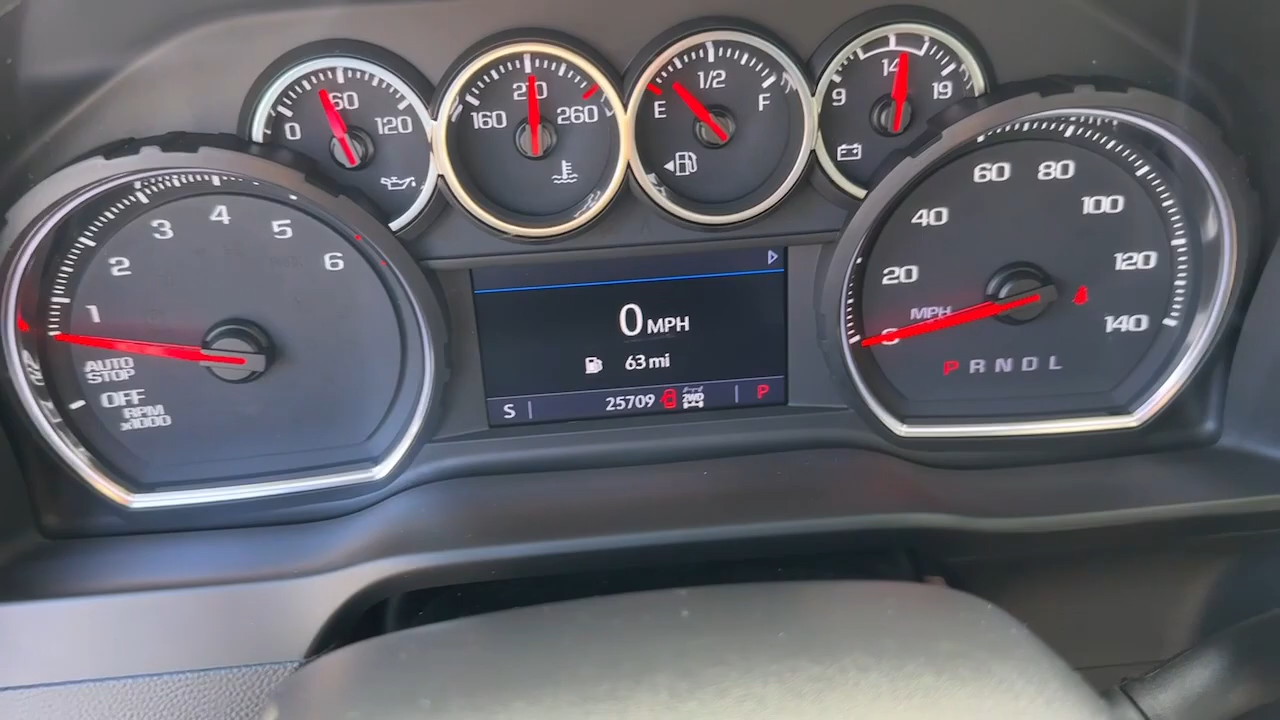 0 60 120
160 210 260
E 1/2 F
9 14 19
1 2 3 4 5 6
AUTO
STOP
OFF
RPM
x1000
0 MPH
63 mi
S 25709 2WD P
0 20 40 60 80 100 120 140
MPH
P R N D L